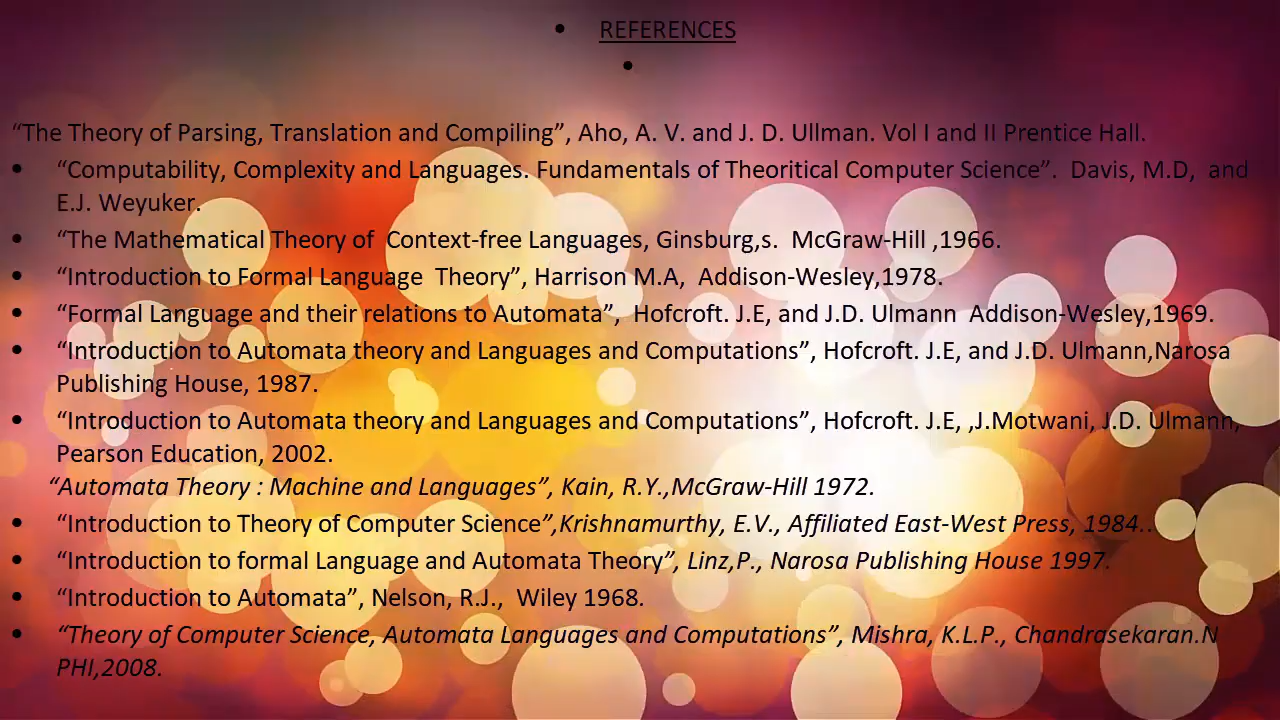 • REFERENCES
•
“The Theory of Parsing, Translation and Compiling”, Aho, A. V. and J. D. Ullman. Vol I and II Prentice Hall.
• “Computability, Complexity and Languages. Fundamentals of Theoritical Computer Science”. Davis, M.D, and
E.J. Weyuker.
• “The Mathematical Theory of Context-free Languages, Ginsburg,s. McGraw-Hill ,1966.
• “Introduction to Formal Language Theory”, Harrison M.A, Addison-Wesley,1978.
• “Formal Language and their relations to Automata”, Hofcroft. J.E, and J.D. Ulmann Addison-Wesley,1969.
• “Introduction to Automata theory and Languages and Computations”, Hofcroft. J.E, and J.D. Ulmann,Narosa
Publishing House, 1987.
• “Introduction to Automata theory and Languages and Computations”, Hofcroft. J.E, ,J.Motwani, J.D. Ulmann,
Pearson Education, 2002.
“Automata Theory : Machine and Languages”, Kain, R.Y.,McGraw-Hill 1972.
• “Introduction to Theory of Computer Science”,Krishnamurthy, E.V., Affiliated East-West Press, 1984..
• “Introduction to formal Language and Automata Theory”, Linz,P., Narosa Publishing House 1997.
• “Introduction to Automata”, Nelson, R.J., Wiley 1968.
• “Theory of Computer Science, Automata Languages and Computations”, Mishra, K.L.P., Chandrasekaran.N
PHI,2008.